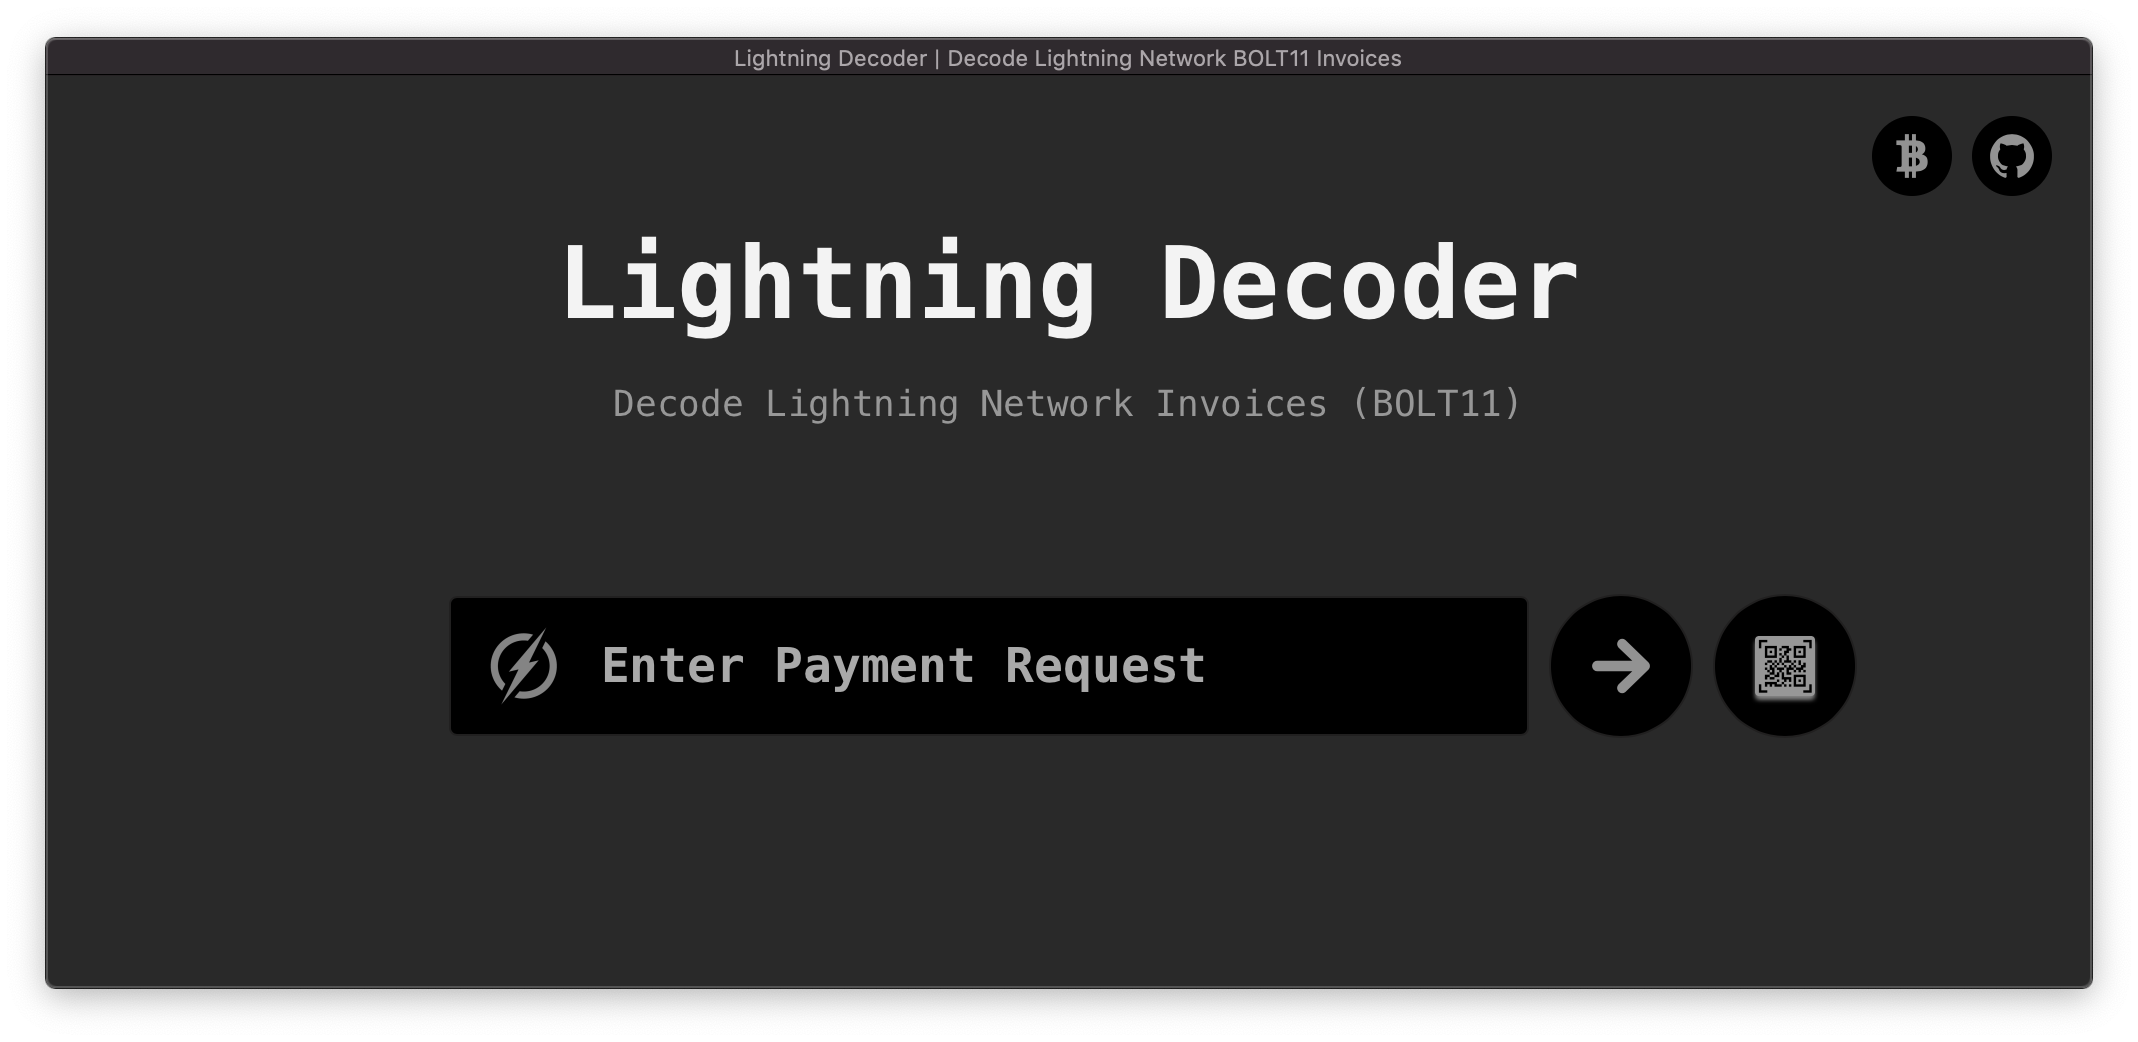 Lightning Decoder | Decode Lightning Network BOLT11 Invoices
Lightning Decoder
Decode Lightning Network Invoices (BOLT11)
Enter Payment Request